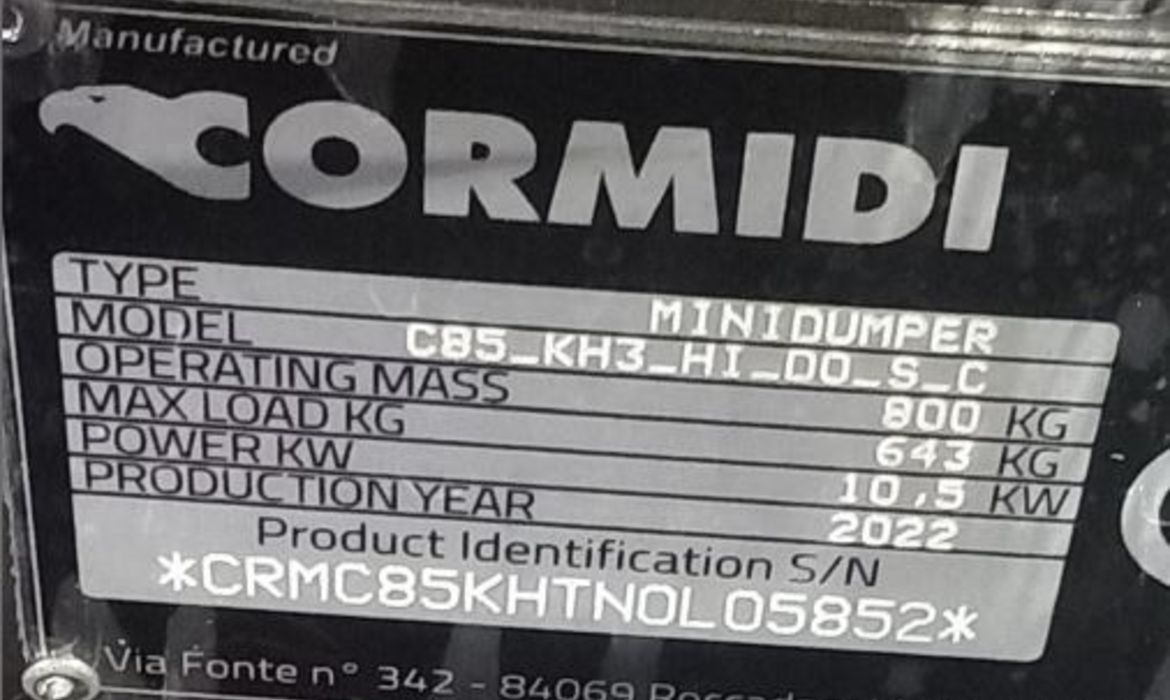 Manufactured
CORMIDI
TYPE MINIDUMPER
MODEL C85_KH3_HI_DO_S_C
OPERATING MASS 800 KG
MAX LOAD KG 643 KG
POWER KW 10,5 KW
PRODUCTION YEAR 2022
Product Identification S/N
*CRMC85KHTN0L05852*
Via Fonte n° 342 - 84069